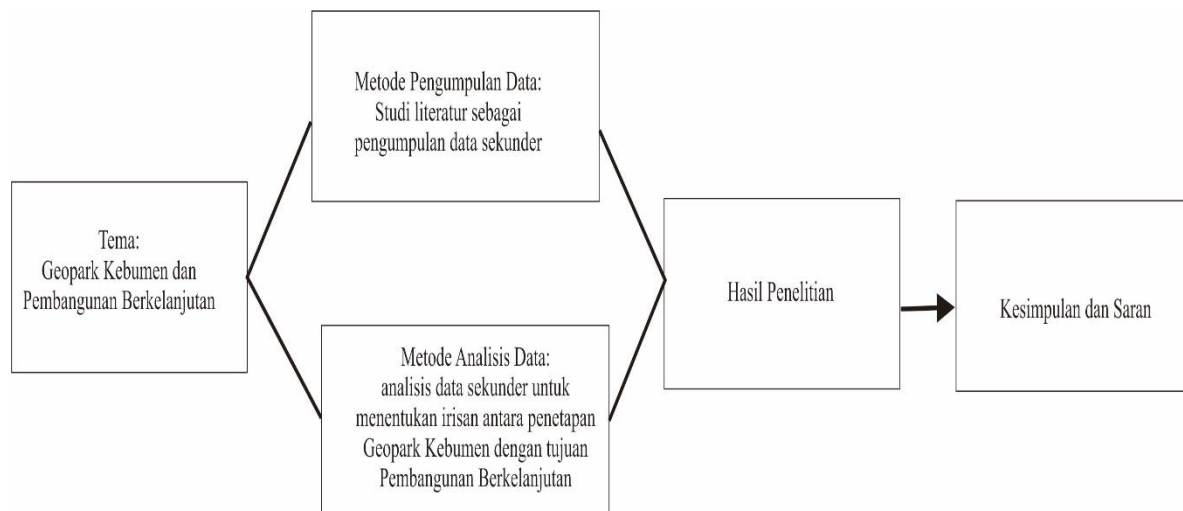 Tema:
Geopark Kebumen dan
Pembangunan Berkelanjutan
Metode Pengumpulan Data:
Studi literatur sebagai
pengumpulan data sekunder
Metode Analisis Data:
analisis data sekunder untuk
menentukan irisan antara penetapan
Geopark Kebumen dengan tujuan
Pembangunan Berkelanjutan
Hasil Penelitian
Kesimpulan dan Saran